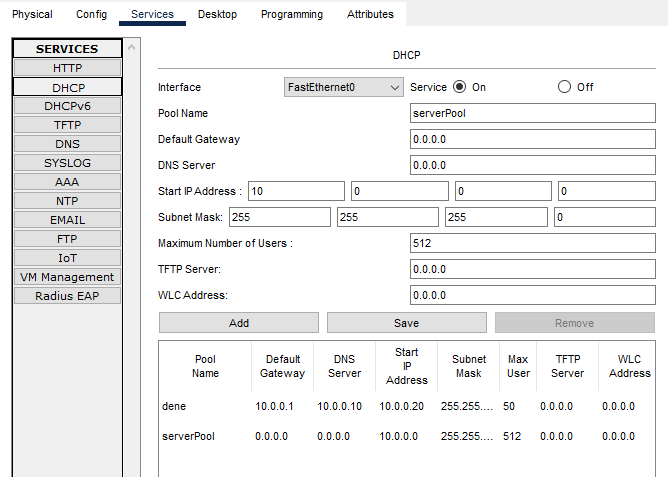 Physical Config Services Desktop Programming Attributes
SERVICES
HTTP
DHCP
DHCPv6
TFTP
DNS
SYSLOG
AAA
NTP
EMAIL
FTP
IoT
VM Management
Radius EAP
DHCP
Interface FastEthernet0 Service On Off
Pool Name serverPool
Default Gateway 0.0.0.0
DNS Server 0.0.0.0
Start IP Address : 10 0 0 0
Subnet Mask: 255 255 255 0
Maximum Number of Users : 512
TFTP Server: 0.0.0.0
WLC Address: 0.0.0.0
Add Save Remove
Pool Name Default Gateway DNS Server Start IP Address Subnet Mask Max User TFTP Server WLC Address
dene 10.0.0.1 10.0.0.10 10.0.0.20 255.255.... 50 0.0.0.0 0.0.0.0
serverPool 0.0.0.0 0.0.0.0 10.0.0.0 255.255.... 512 0.0.0.0 0.0.0.0